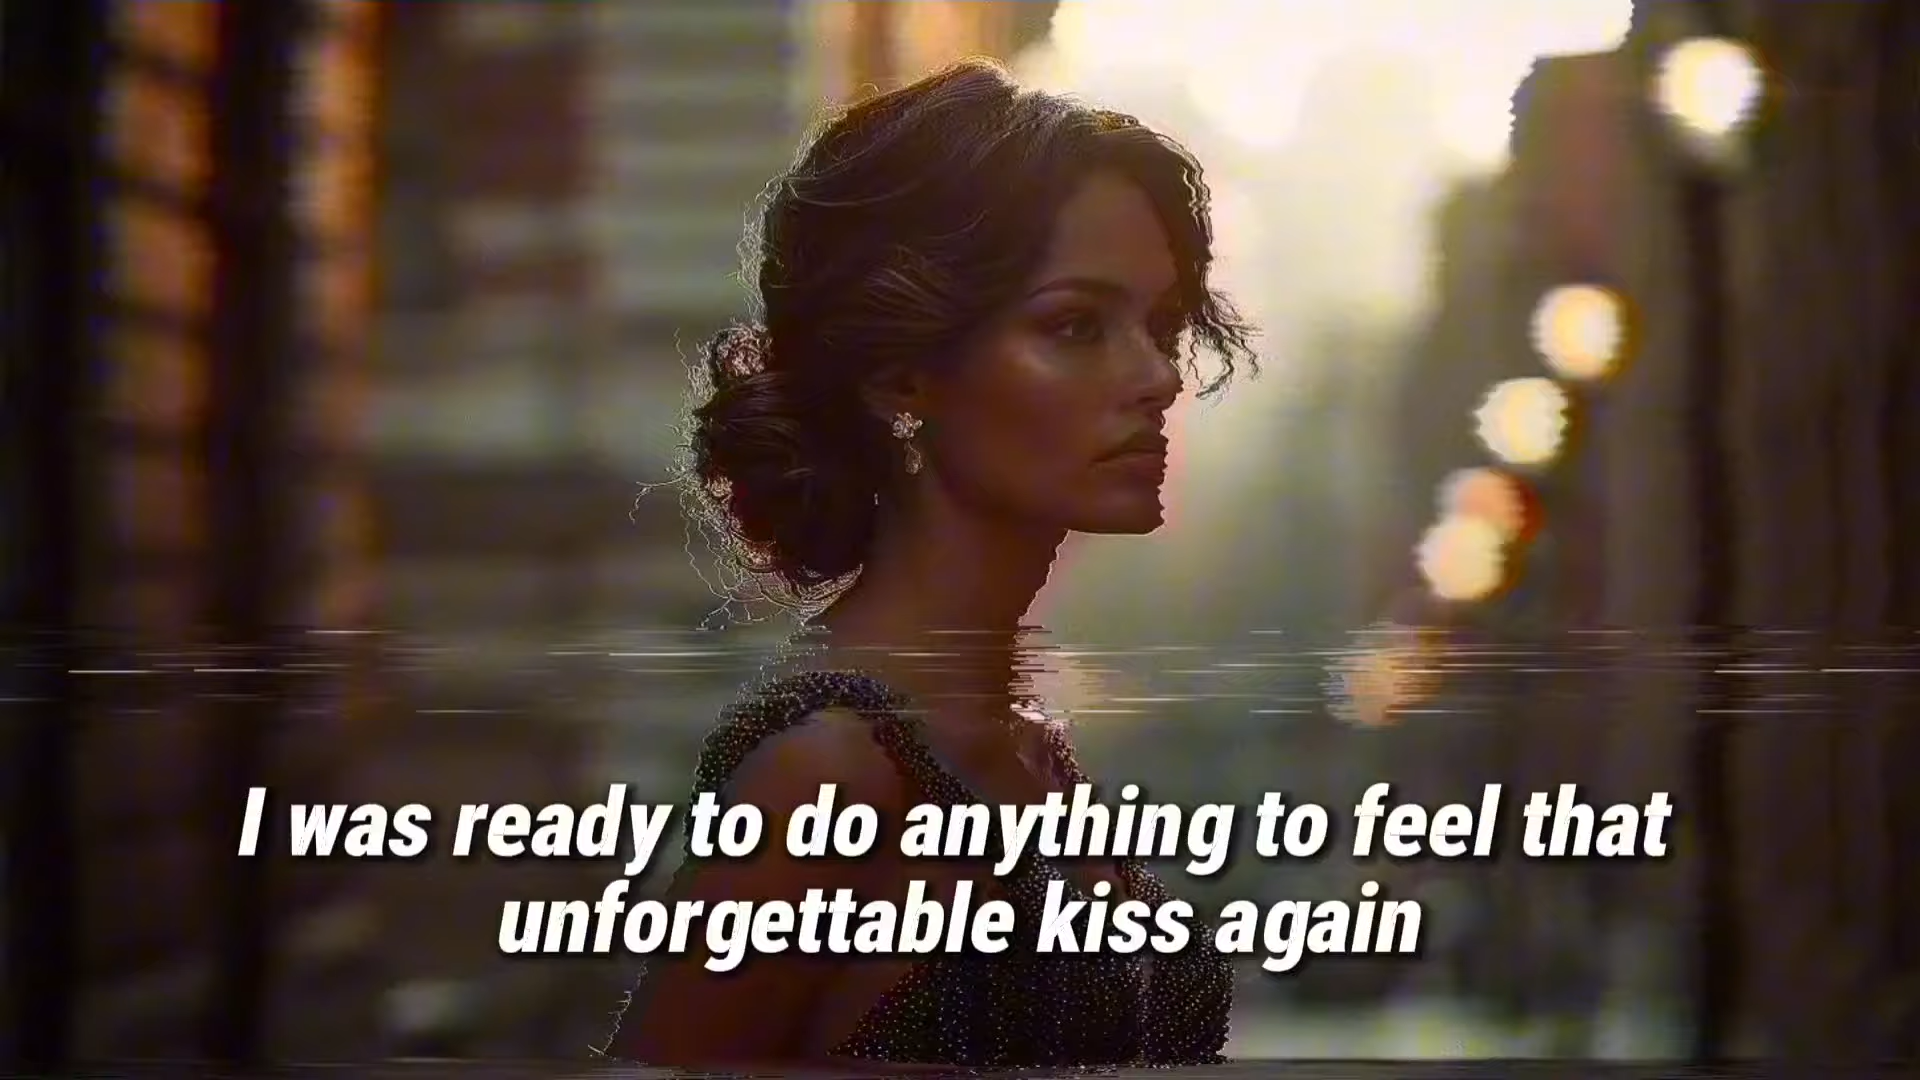 I was ready to do anything to feel that
unforgettable kiss again